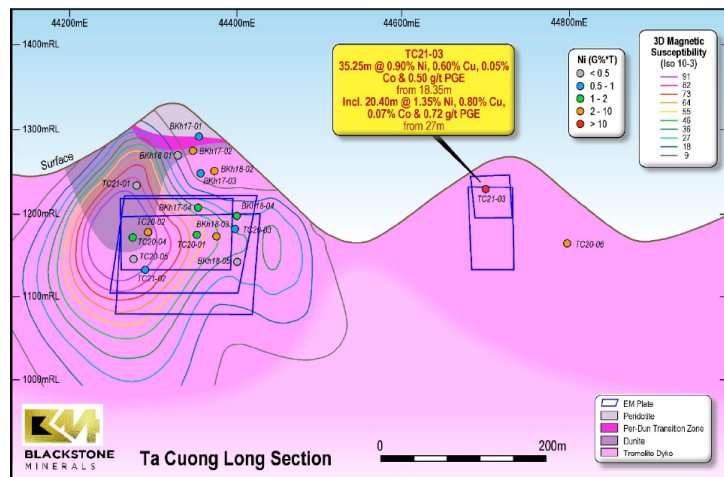 44200mE
44400mE
44600mE
44800mE
1400mRL
1300mRL
1200mRL
1100mRL
1000mRL
TC21-03
35.25m @ 0.90% Ni, 0.60% Cu, 0.05%
Co & 0.50 g/t PGE
from 18.35m
Incl. 20.40m @ 1.35% Ni, 0.80% Cu,
0.07% Co & 0.72 g/t PGE
from 27m
Ni (G%*T)
< 0.5
0.5 - 1
1 - 2
2 - 10
> 10
3D Magnetic
Susceptibility
(Iso 10-3)
91
82
73
64
55
46
36
27
18
9
Surface
BKh17-01
BKh17-02
BKh18-01
BKh18-02
BKh17-03
TC21-01
BKh17-04
BKh18-04
TC20-02
BKh18-03
TC20-03
TC20-04
TC20-01
TC20-05
BKh18-05
TC21-02
TC21-03
TC20-06
EM Plate
Peridotite
Per-Dun Transition Zone
Dunite
Tremolite Dyke
BM
BLACKSTONE
MINERALS
Ta Cuong Long Section
0
200m